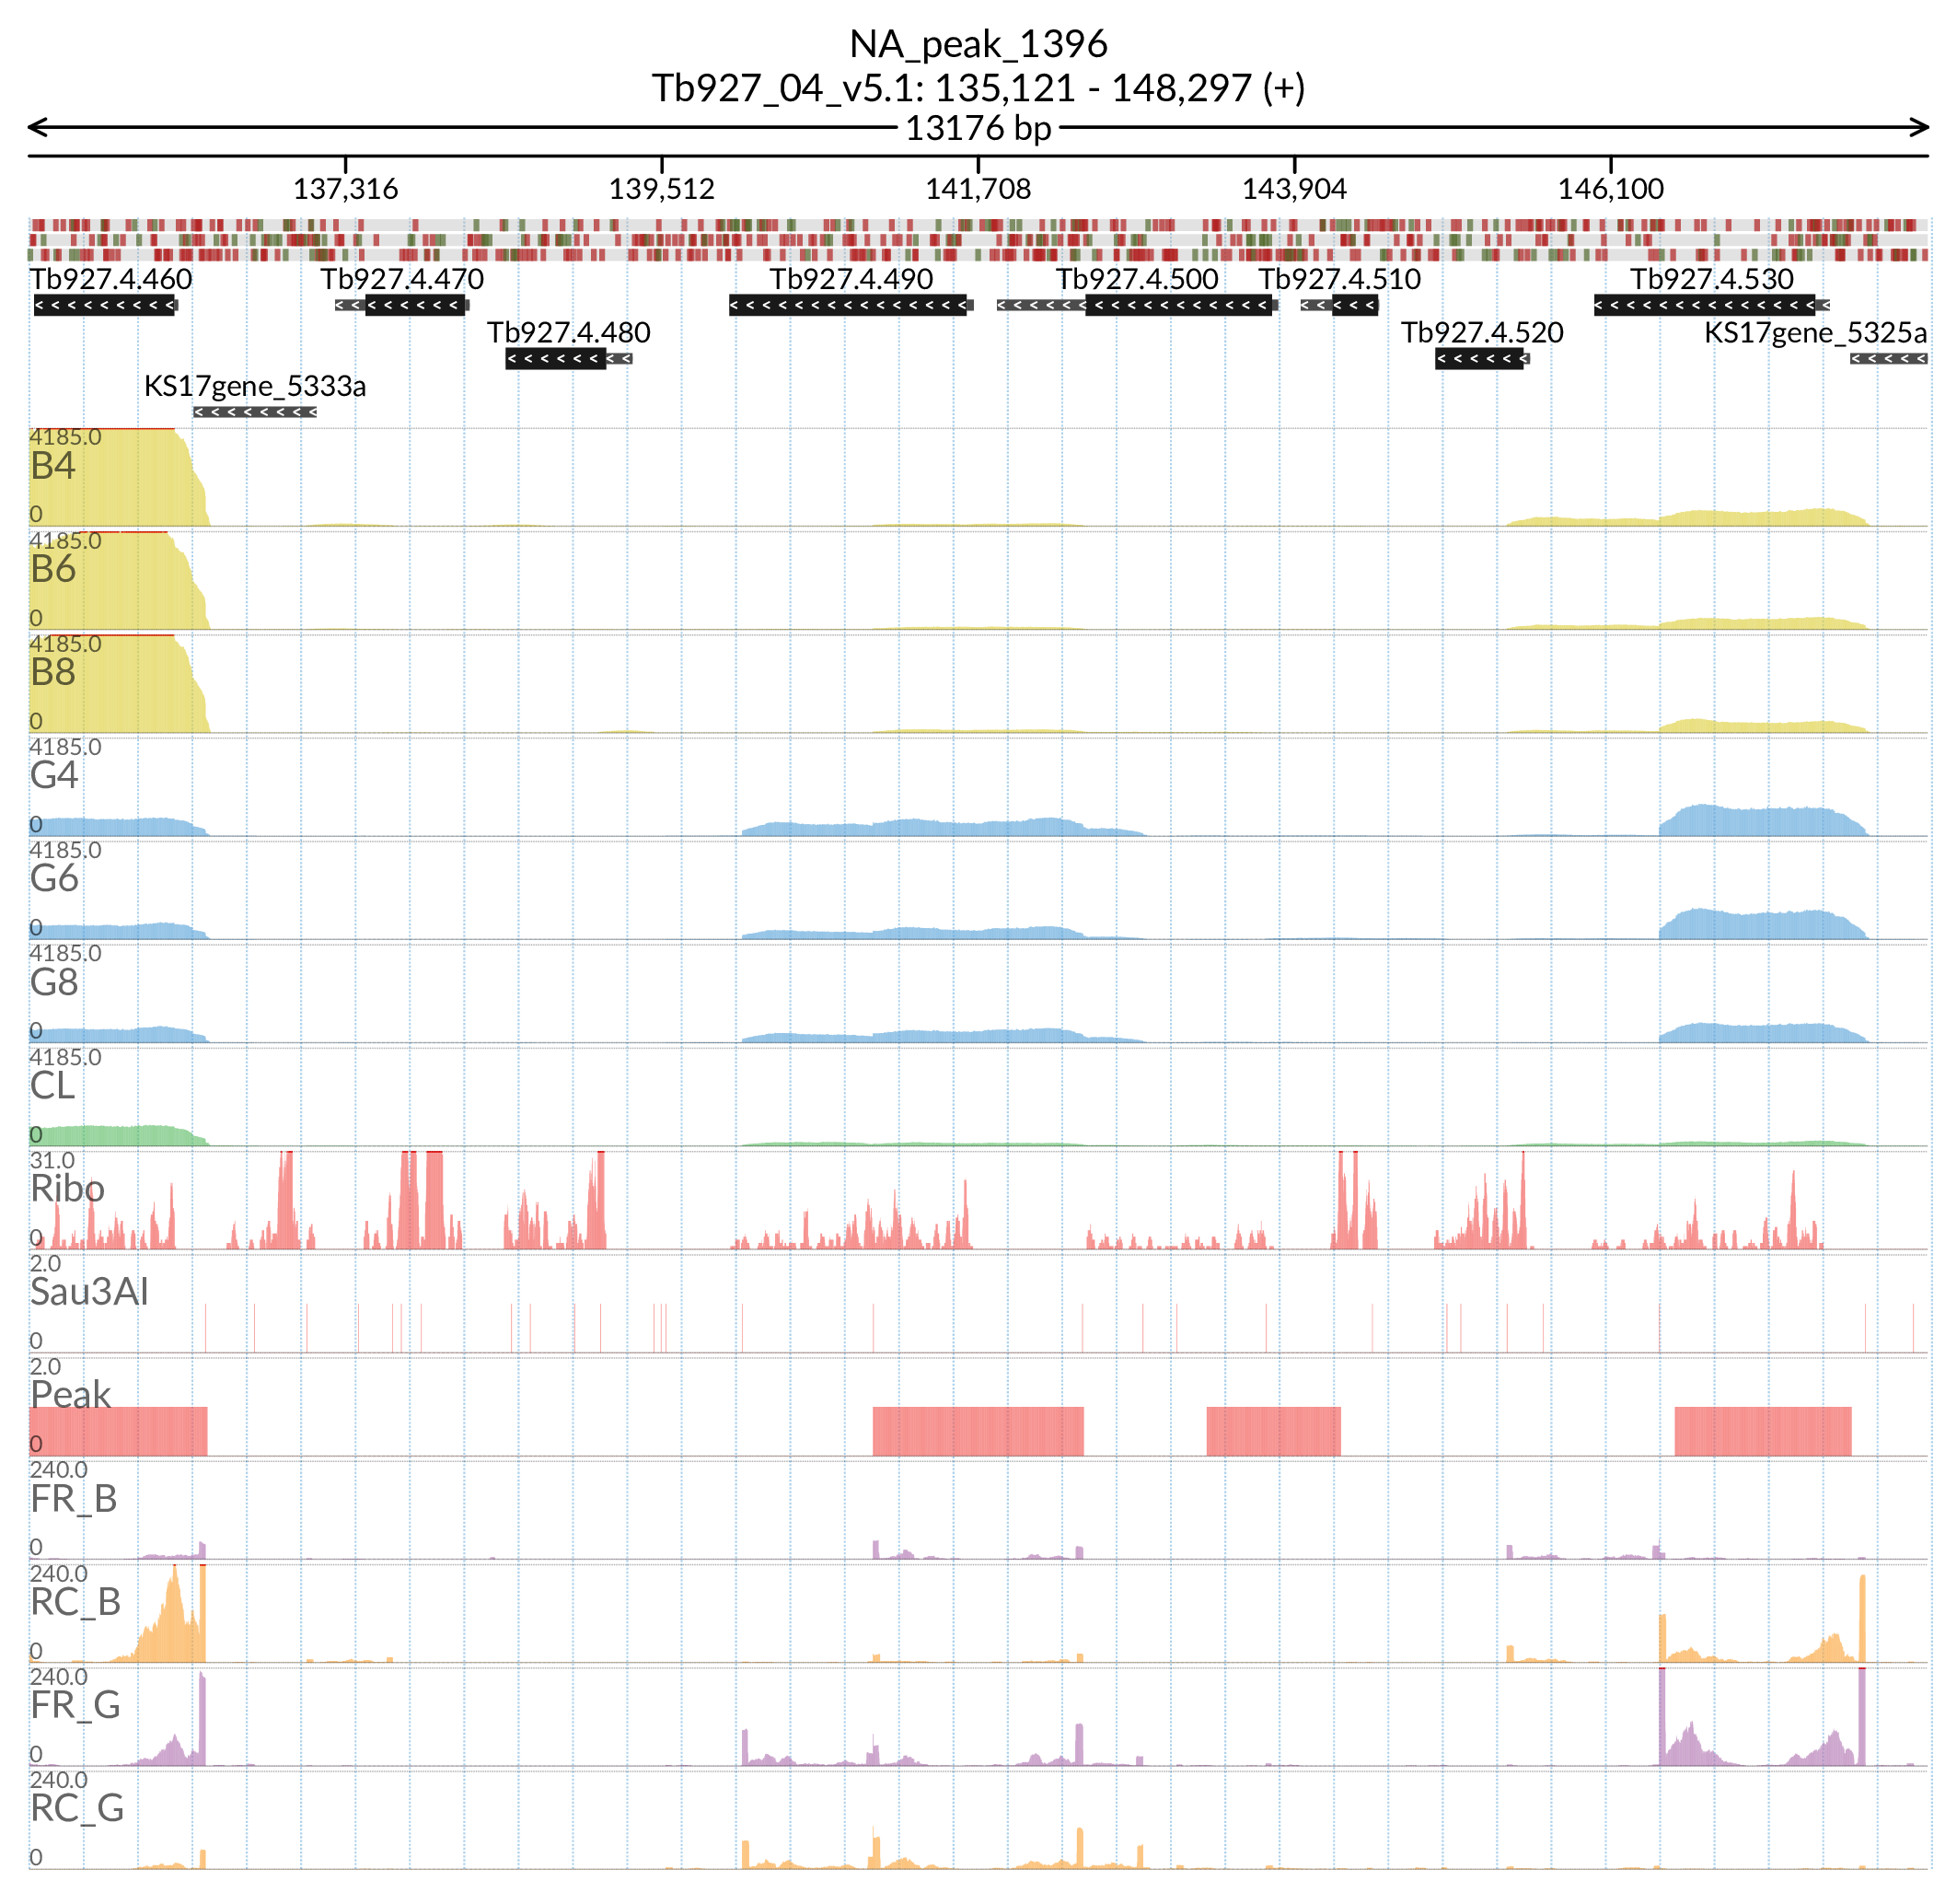 NA_peak_1396
Tb927_04_v5.1: 135,121 - 148,297 (+)
13176 bp
137,316 139,512 141,708 143,904 146,100
Tb927.4.460 Tb927.4.470 Tb927.4.490 Tb927.4.500 Tb927.4.510 Tb927.4.530
Tb927.4.480 Tb927.4.520 KS17gene_5325a
KS17gene_5333a
4185.0
B4
0
4185.0
B6
0
4185.0
B8
0
4185.0
G4
0
4185.0
G6
0
4185.0
G8
0
4185.0
CL
0
31.0
Ribo
0
2.0
Sau3AI
0
2.0
Peak
0
240.0
FR_B
0
240.0
RC_B
0
240.0
FR_G
0
240.0
RC_G
0